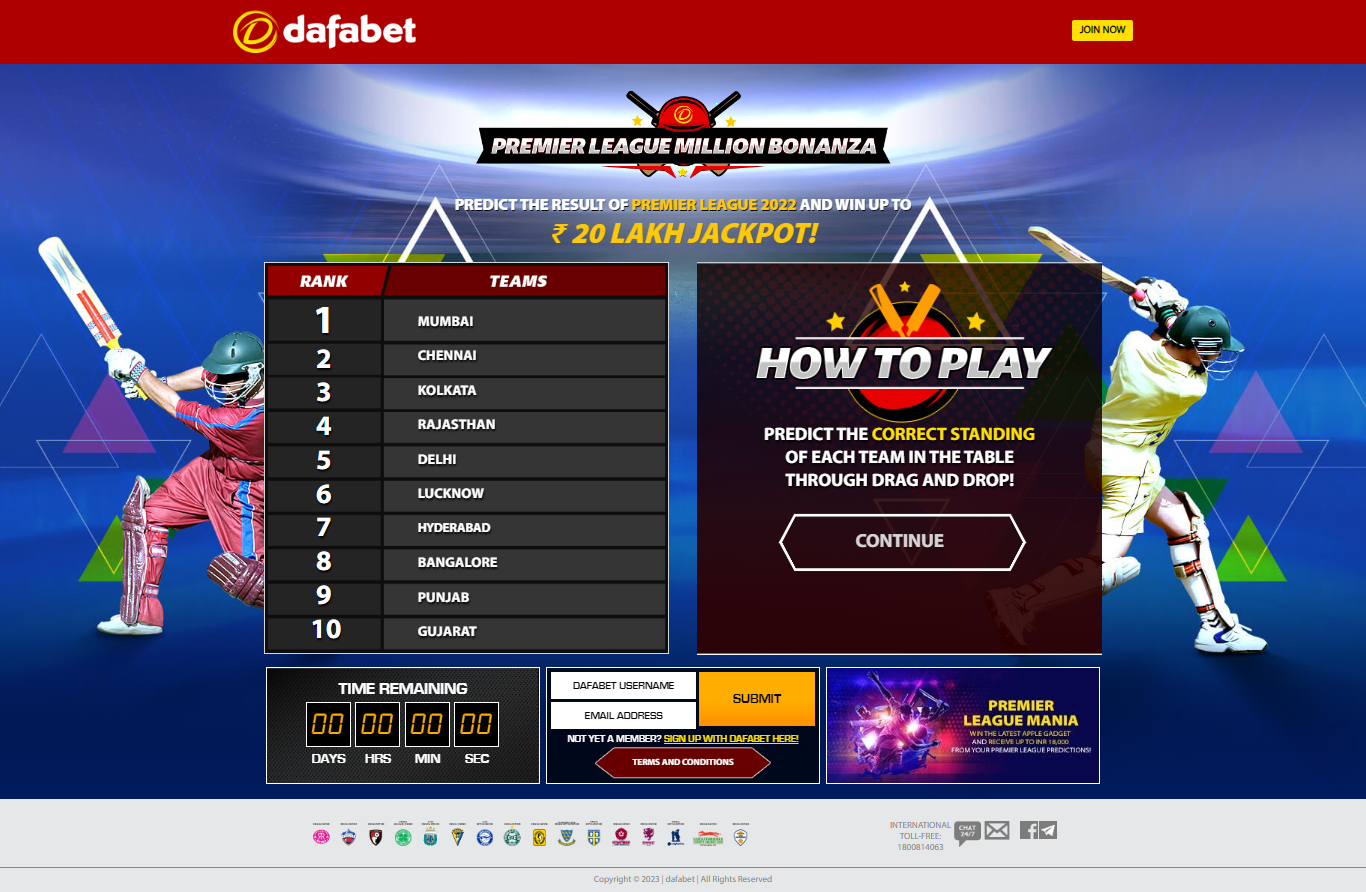 dafabet
JOIN NOW
PREMIER LEAGUE MILLION BONANZA
PREDICT THE RESULT OF PREMIER LEAGUE 2022 AND WIN UP TO
₹ 20 LAKH JACKPOT!
RANK TEAMS
1 MUMBAI
2 CHENNAI
3 KOLKATA
4 RAJASTHAN
5 DELHI
6 LUCKNOW
7 HYDERABAD
8 BANGALORE
9 PUNJAB
10 GUJARAT
HOW TO PLAY
PREDICT THE CORRECT STANDING
OF EACH TEAM IN THE TABLE
THROUGH DRAG AND DROP!
CONTINUE
TIME REMAINING
00 00 00 00
DAYS HRS MIN SEC
DAFABET USERNAME
EMAIL ADDRESS
SUBMIT
NOT YET A MEMBER? SIGN UP WITH DAFABET HERE!
TERMS AND CONDITIONS
PREMIER
LEAGUE MANIA
WIN THE LATEST APPLE GADGET
AND RECEIVE UP TO INR 18,000
FROM YOUR PREMIER LEAGUE PREDICTIONS!
INTERNATIONAL
TOLL-FREE:
1800814063
CHAT
24/7
Copyright © 2023 | dafabet | All Rights Reserved